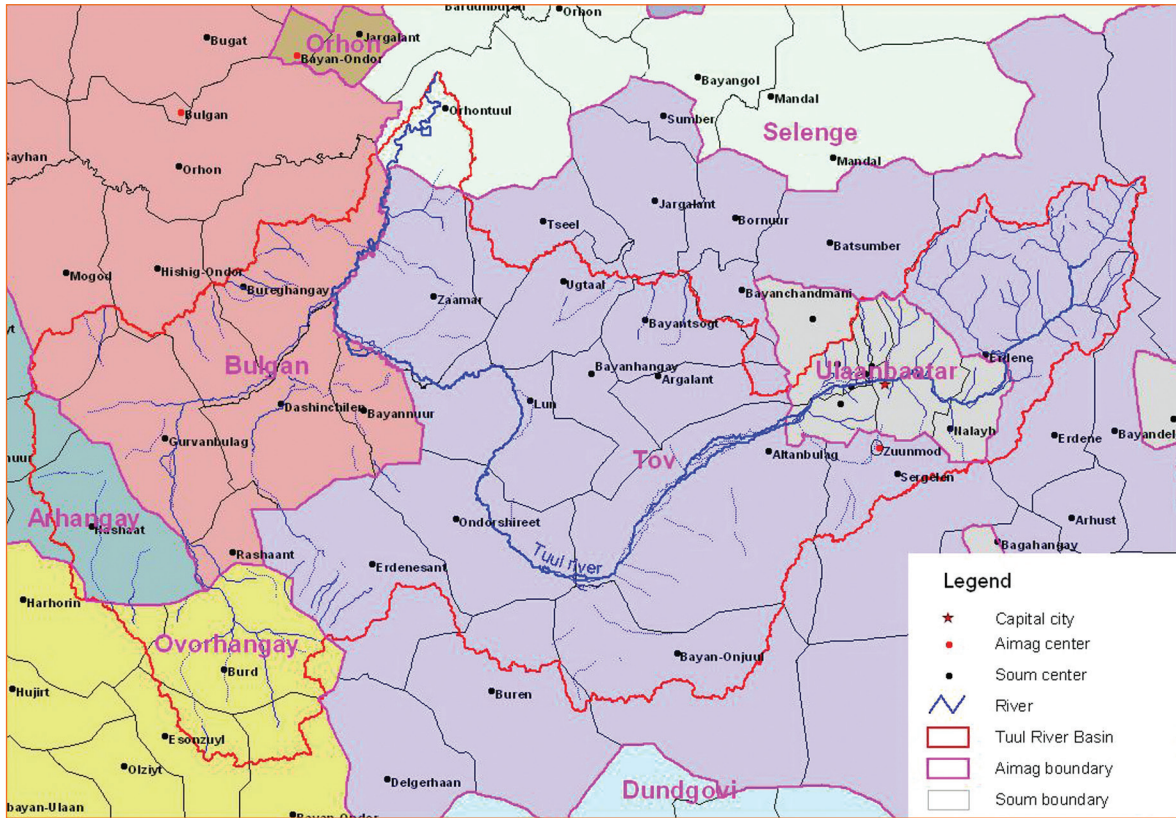 Bardunburen
Orhon
Bugat
Orhon
Jargalant
Bayan-Ondor
Bayangol
Mandal
Bulgan
Orhontuul
Sumber
Selenge
Sayhan
Orhon
Mandal
Jargalant
Tseel
Bornuur
Batsumber
Mogod
Hishig-Ondor
Bureghangay
Ugtaal
Zaamar
Bayanchandmani
Bayantsogt
Bulgan
Bayanhangay
Argalant
Ulaanbaatar
Erdene
Dashinchilen
Bayannuur
Lun
Gurvanbulag
Nalayh
Erdene
Bayandel
Tov
Altanbulag
Zuunmod
Sergelen
Arhangay
Rashaat
Ondorshireet
Arhust
Rashaant
Tuul river
Bagahangay
Erdenesant
Harhorin
Ovorhangay
Burd
Bayan-Onjuul
Hujirt
Buren
Esonzuyl
Olziyt
Delgerhaan
Dundgovi
bayan-Ulaan
Bayan-Ondor
Legend
Capital city
Aimag center
Soum center
River
Tuul River Basin
Aimag boundary
Soum boundary